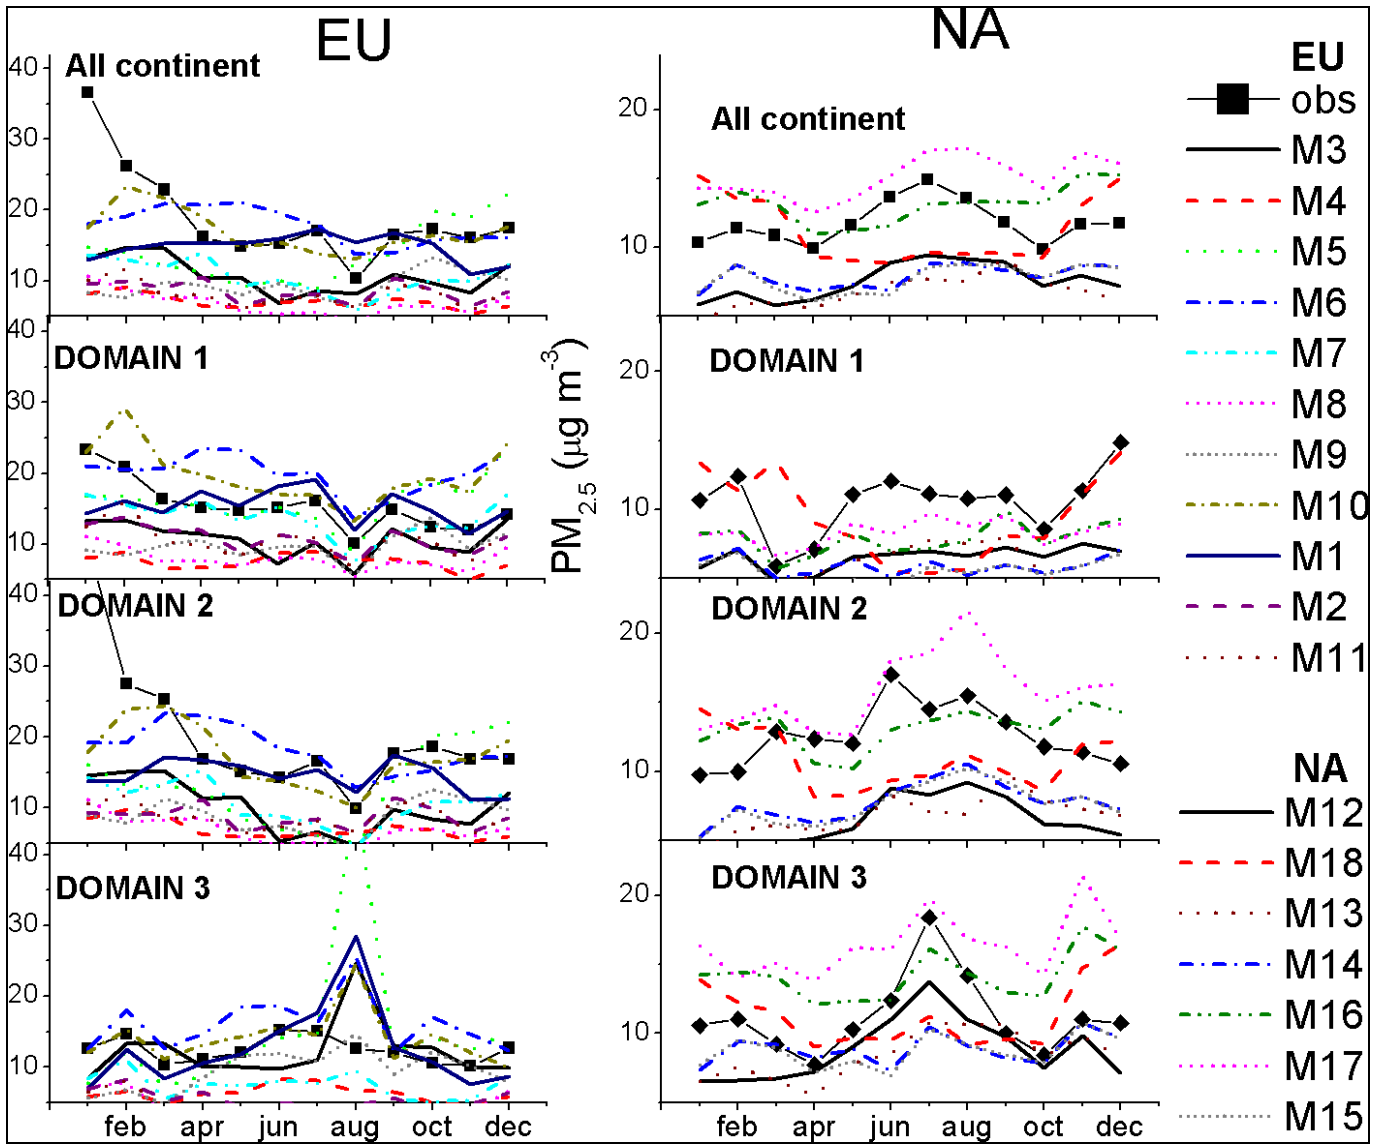 EU
NA
All continent
40
30
20
10
All continent
20
10
DOMAIN 1
40
30
20
10
DOMAIN 1
20
10
PM2.5 (μg m-3)
DOMAIN 2
40
30
20
10
DOMAIN 2
20
10
DOMAIN 3
40
30
20
10
DOMAIN 3
20
10
feb apr jun aug oct dec
feb apr jun aug oct dec
EU
obs
M3
M4
M5
M6
M7
M8
M9
M10
M1
M2
M11
NA
M12
M18
M13
M14
M16
M17
M15